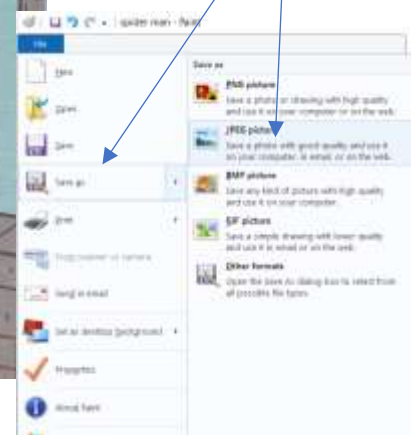 spider man - Paint
File
New
Open
Save
Save as
Print
From scanner or camera
Send in email
Set as desktop background
Properties
About Paint
Save as
PNG picture
Save a photo or drawing with high quality
and use it on your computer or on the web.
JPEG picture
Save a photo with good quality and use it
on your computer, in email, or on the web.
BMP picture
Save any kind of picture with high quality
and use it on your computer.
GIF picture
Save a simple drawing with lower quality
and use it in email or on the web.
Other formats
Open the Save As dialog box to select from
all possible file types.